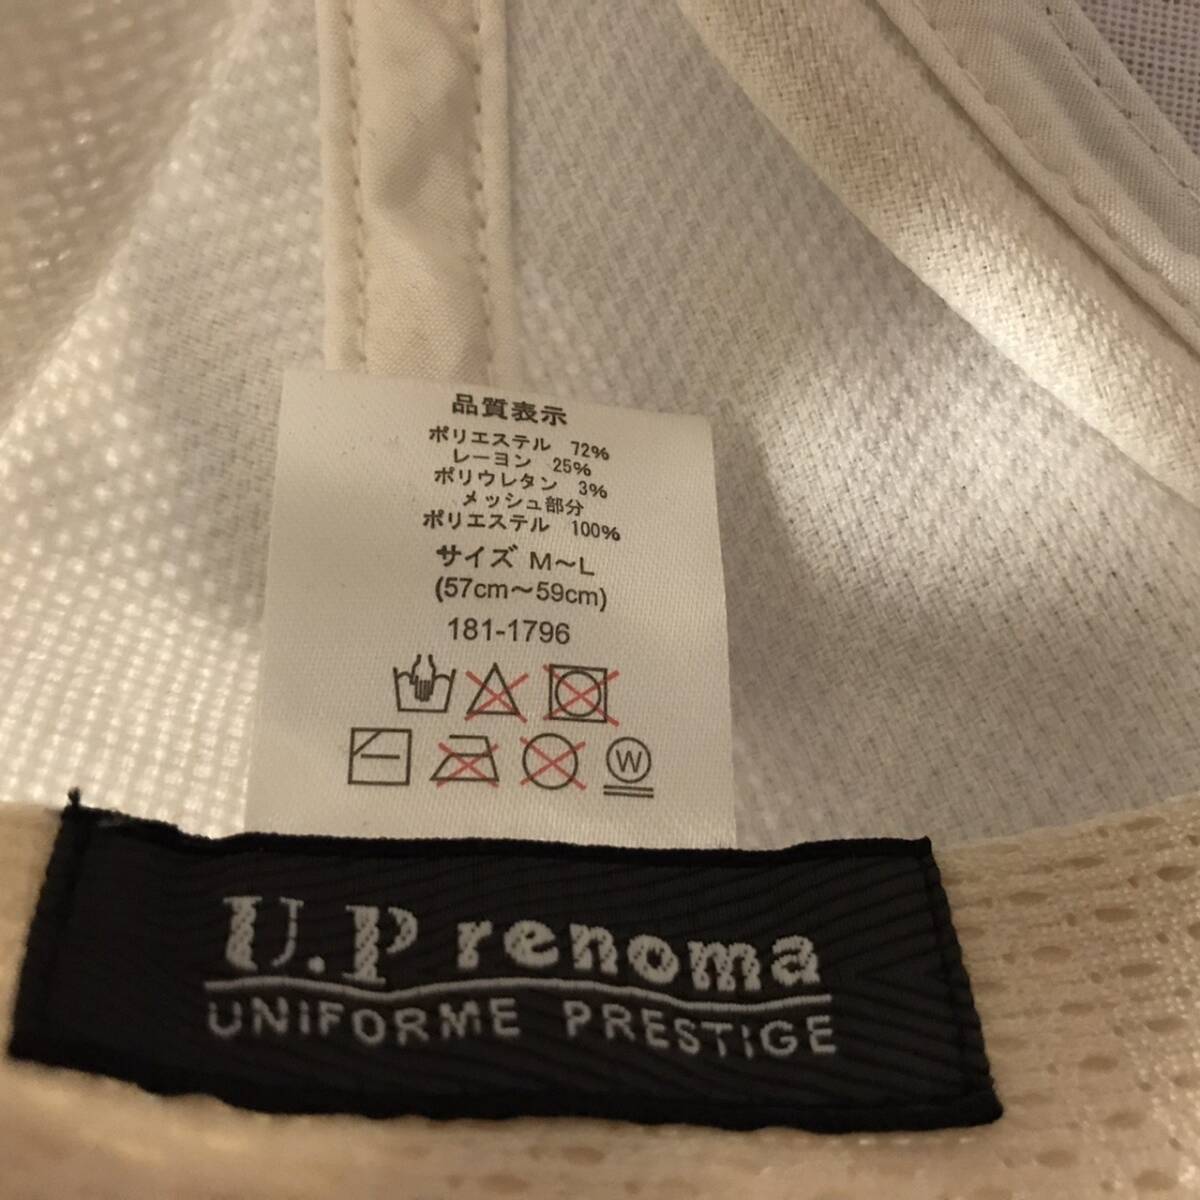 品質表示
ポリエステル 72%
レーヨン 25%
ポリウレタン 3%
メッシュ部分
ポリエステル 100%
サイズ M～L
(57cm～59cm)
181-1796
W
U.P renoma
UNIFORME PRESTIGE